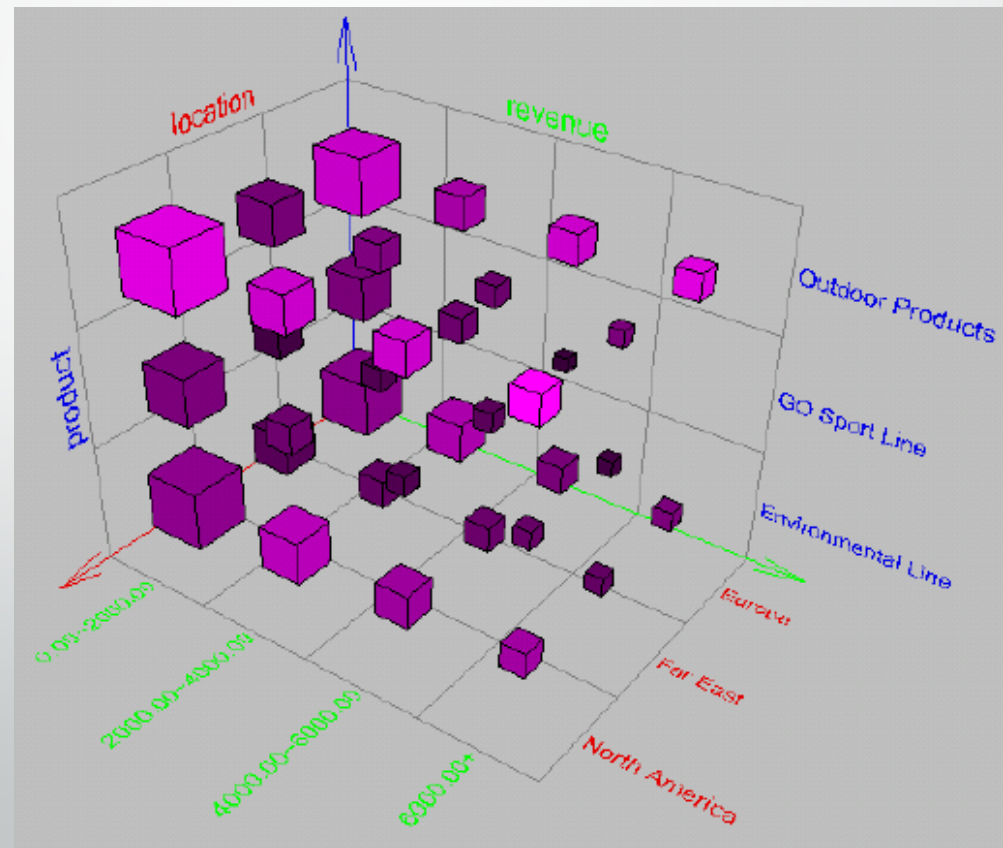 location
revenue
product
Outdoor Products
GO Sport Line
Environmental Line
Europe
Far East
North America
0.00~2000.00
2000.00~4000.00
4000.00~6000.00
6000.00+